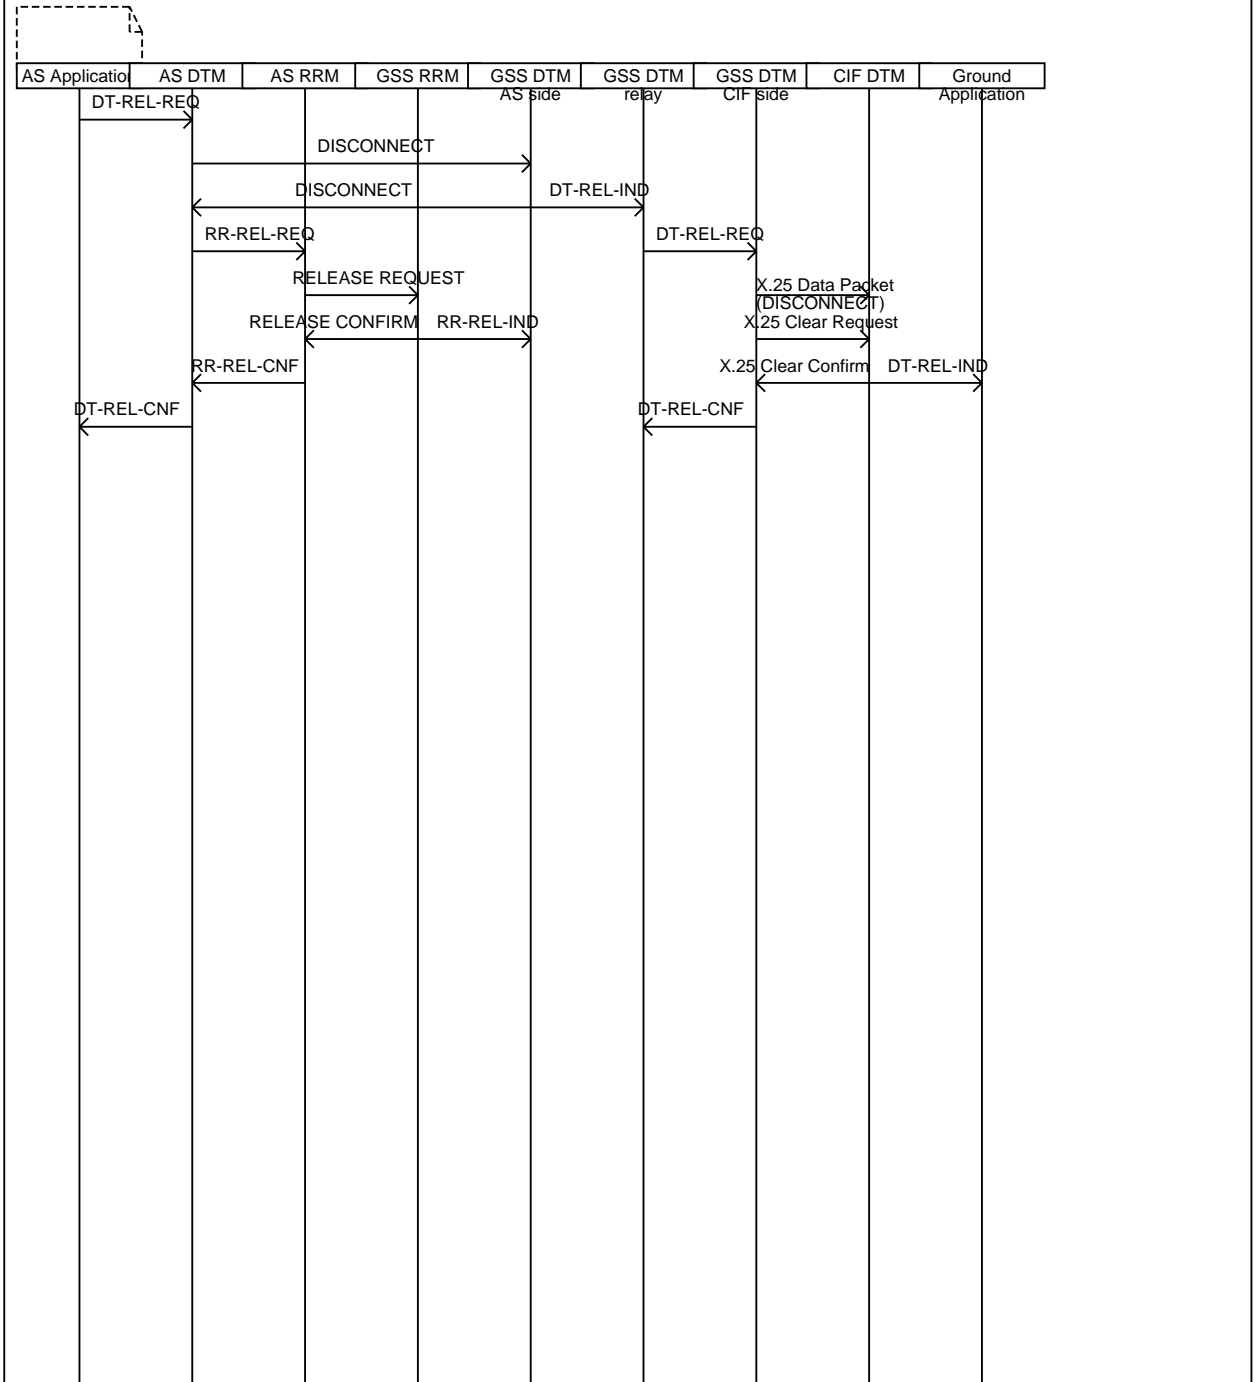 AS Application AS DTM AS RRM GSS RRM GSS DTM GSS DTM GSS DTM CIF DTM Ground
AS side relay CIF side Application
DT-REL-REQ
DISCONNECT
DISCONNECT DT-REL-IND
RR-REL-REQ DT-REL-REQ
RELEASE REQUEST X.25 Data Packet
(DISCONNECT)
RELEASE CONFIRM RR-REL-IND X.25 Clear Request
RR-REL-CNF X.25 Clear Confirm DT-REL-IND
DT-REL-CNF DT-REL-CNF